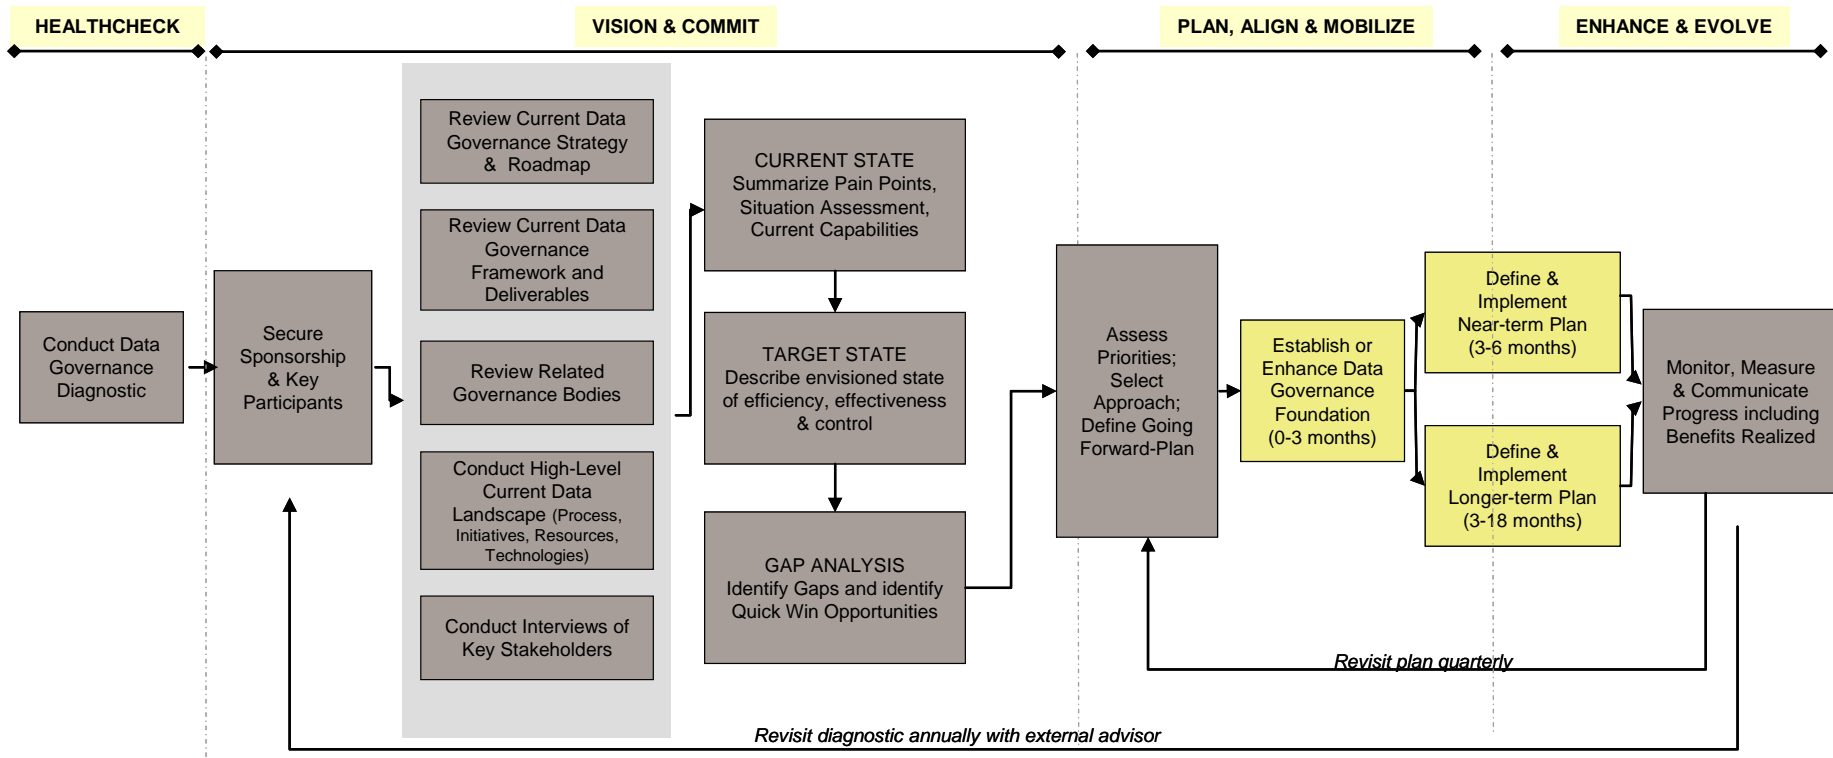 HEALTHCHECK
VISION & COMMIT
PLAN, ALIGN & MOBILIZE
ENHANCE & EVOLVE
Conduct Data
Governance
Diagnostic
Secure
Sponsorship
& Key
Participants
Review Current Data
Governance Strategy
& Roadmap
Review Current Data
Governance
Framework and
Deliverables
Review Related
Governance Bodies
Conduct High-Level
Current Data
Landscape (Process,
Initiatives, Resources,
Technologies)
Conduct Interviews of
Key Stakeholders
CURRENT STATE
Summarize Pain Points,
Situation Assessment,
Current Capabilities
TARGET STATE
Describe envisioned state
of efficiency, effectiveness
& control
GAP ANALYSIS
Identify Gaps and identify
Quick Win Opportunities
Assess
Priorities;
Select
Approach;
Define Going
Forward-Plan
Establish or
Enhance Data
Governance
Foundation
(0-3 months)
Define &
Implement
Near-term Plan
(3-6 months)
Define &
Implement
Longer-term Plan
(3-18 months)
Monitor, Measure
& Communicate
Progress including
Benefits Realized
Revisit plan quarterly
Revisit diagnostic annually with external advisor